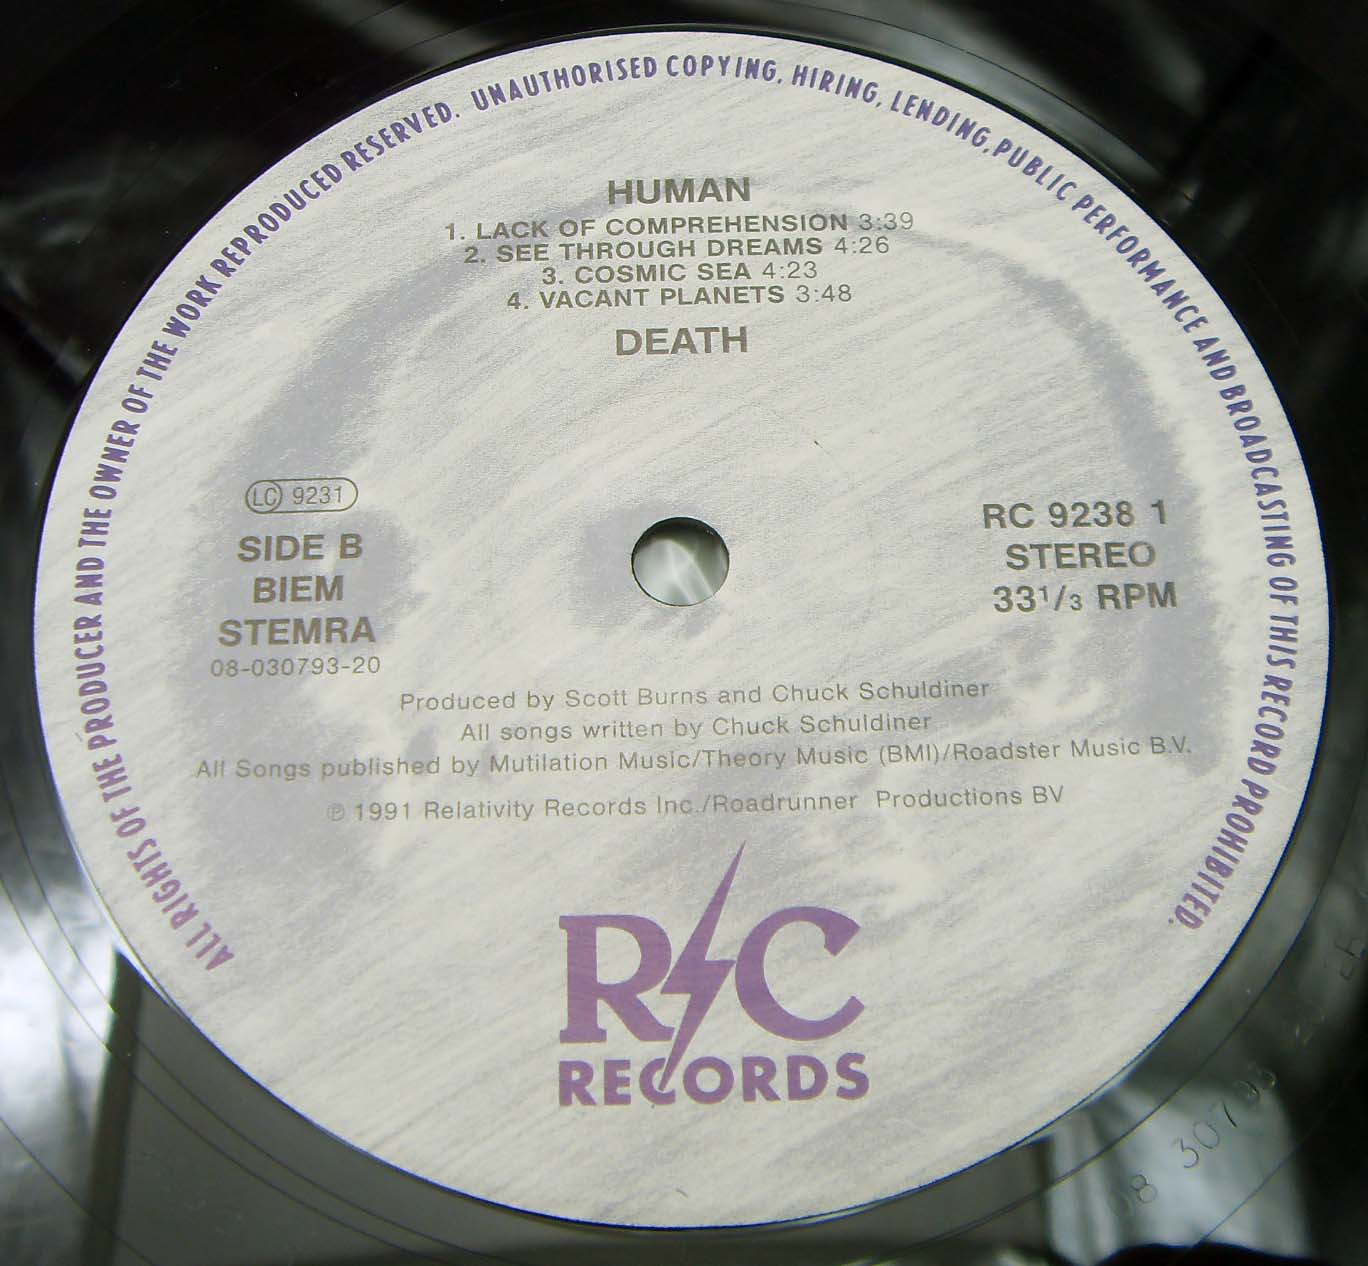 ALL RIGHTS OF THE PRODUCER AND THE OWNER OF THE WORK REPRODUCED RESERVED. UNAUTHORISED COPYING, HIRING, LENDING, PUBLIC PERFORMANCE AND BROADCASTING OF THIS RECORD PROHIBITED.
HUMAN
1. LACK OF COMPREHENSION 3:39
2. SEE THROUGH DREAMS 4:26
3. COSMIC SEA 4:23
4. VACANT PLANETS 3:48
DEATH
LC 9231
SIDE B
BIEM
STEMRA
08-030793-20
RC 9238 1
STEREO
33 1/3 RPM
Produced by Scott Burns and Chuck Schuldiner
All songs written by Chuck Schuldiner
All Songs published by Mutilation Music/Theory Music (BMI)/Roadster Music B.V.
℗ 1991 Relativity Records Inc./Roadrunner Productions BV
RC
RECORDS
08